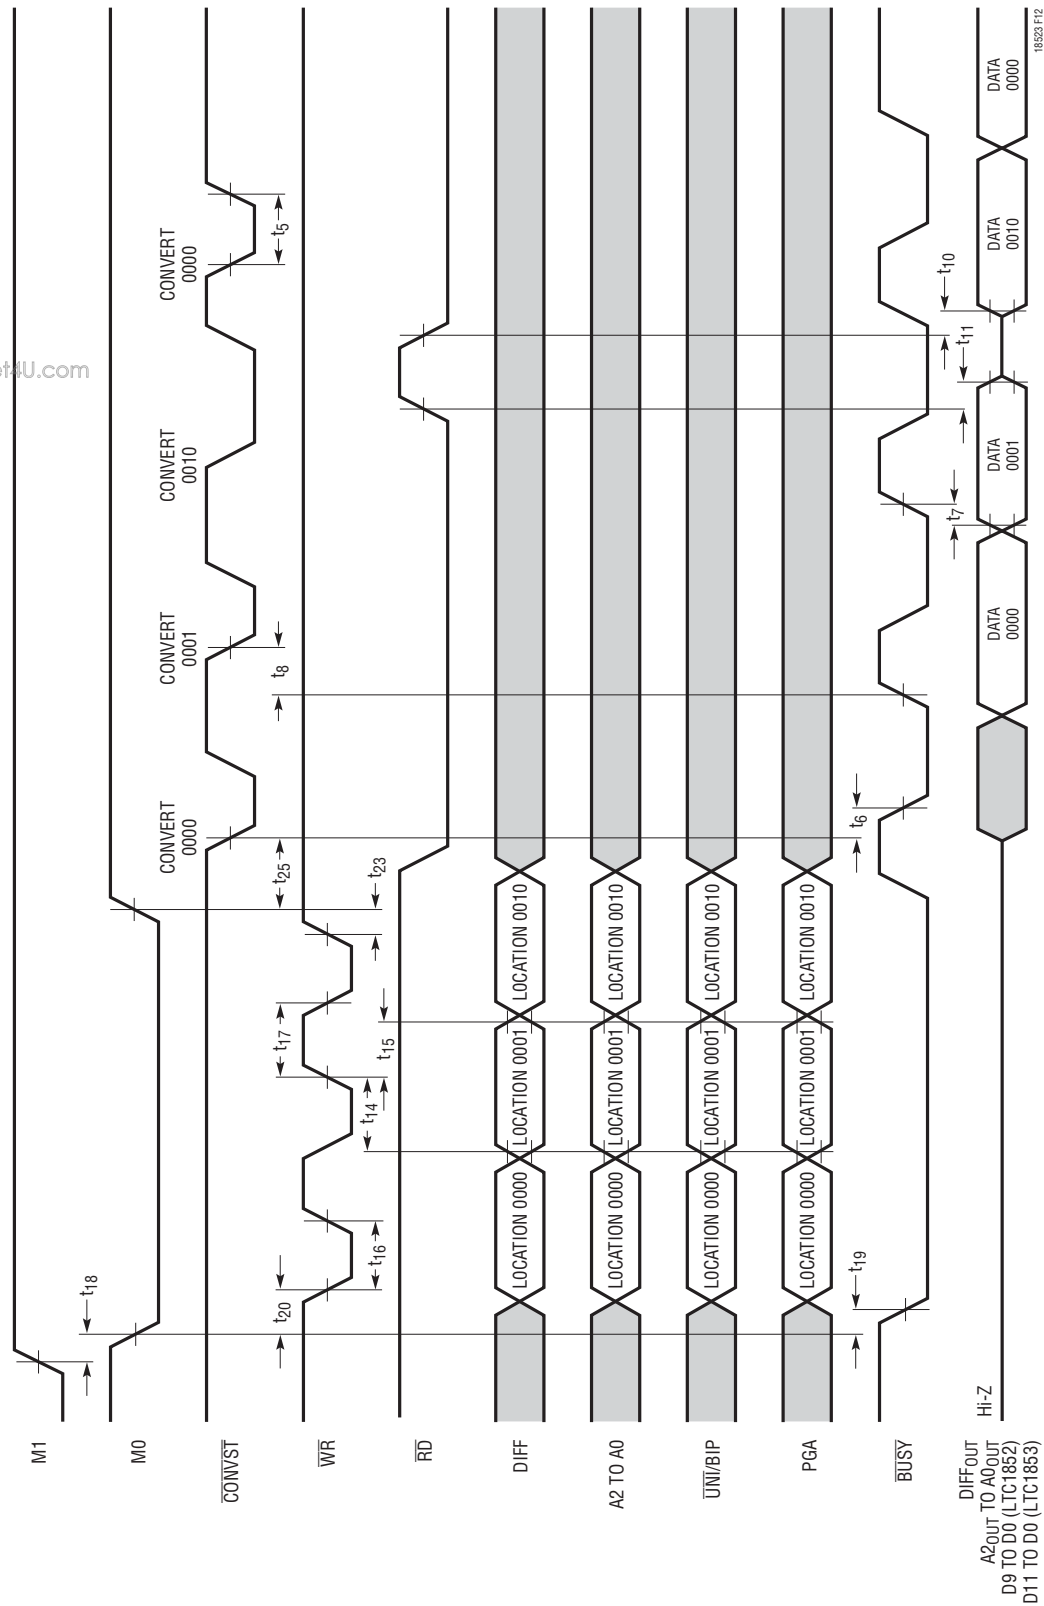 M1
t18
M0
CONVERT
0000
CONVERT
0001
CONVERT
0010
CONVERT
0000
CONVST
t25
t8
t5
t20
t17
WR
t16
t14
t15
t23
RD
DIFF
LOCATION 0000
LOCATION 0001
LOCATION 0010
A2 TO A0
LOCATION 0000
LOCATION 0001
LOCATION 0010
UNI/BIP
LOCATION 0000
LOCATION 0001
LOCATION 0010
PGA
LOCATION 0000
LOCATION 0001
LOCATION 0010
t19
t6
BUSY
t7
t11
t10
DIFFOUT
A2OUT TO A0OUT
D9 TO D0 (LTC1852)
D11 TO D0 (LTC1853)
Hi-Z
DATA
0000
DATA
0001
DATA
0010
DATA
0000
18523 F12
et4U.com